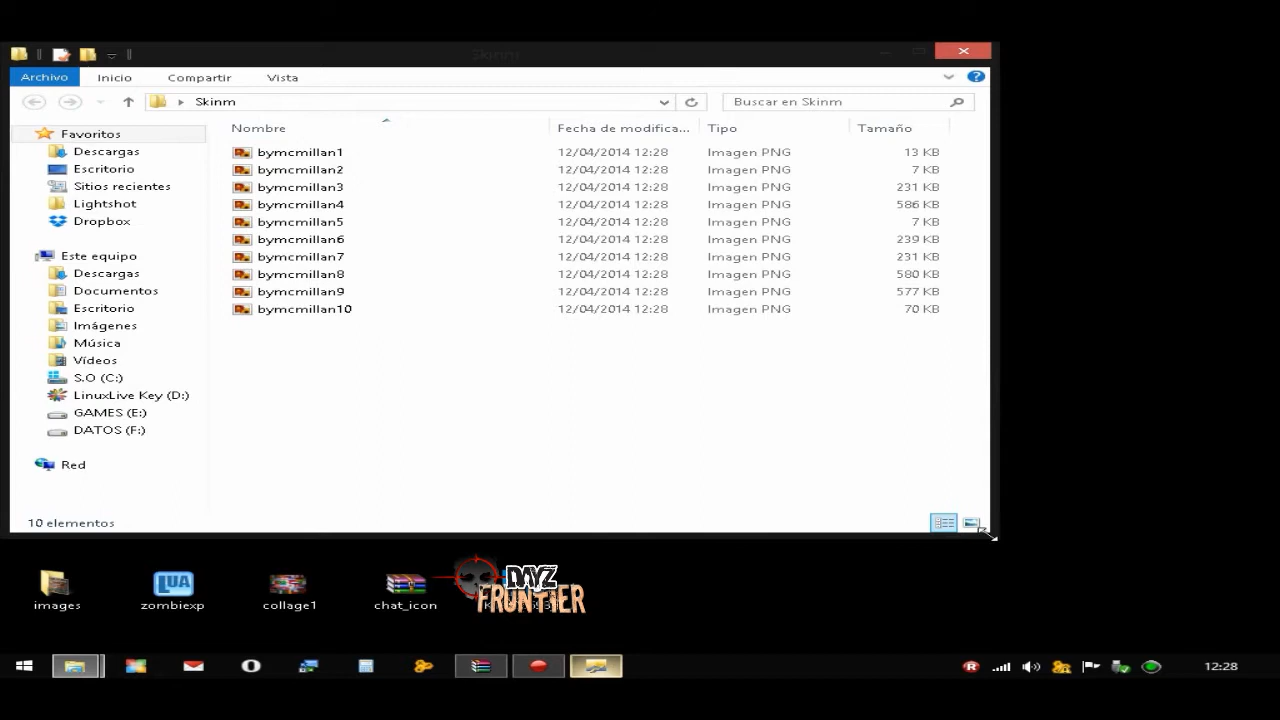 Skinm
Archivo Inicio Compartir Vista
Skinm
Buscar en Skinm
Nombre Fecha de modifica... Tipo Tamaño
Favoritos
Descargas
Escritorio
Sitios recientes
Lightshot
Dropbox
Este equipo
Descargas
Documentos
Escritorio
Imágenes
Música
Vídeos
S.O (C:)
LinuxLive Key (D:)
GAMES (E:)
DATOS (F:)
Red
bymcmillan1 12/04/2014 12:28 Imagen PNG 13 KB
bymcmillan2 12/04/2014 12:28 Imagen PNG 7 KB
bymcmillan3 12/04/2014 12:28 Imagen PNG 231 KB
bymcmillan4 12/04/2014 12:28 Imagen PNG 586 KB
bymcmillan5 12/04/2014 12:28 Imagen PNG 7 KB
bymcmillan6 12/04/2014 12:28 Imagen PNG 239 KB
bymcmillan7 12/04/2014 12:28 Imagen PNG 231 KB
bymcmillan8 12/04/2014 12:28 Imagen PNG 580 KB
bymcmillan9 12/04/2014 12:28 Imagen PNG 577 KB
bymcmillan10 12/04/2014 12:28 Imagen PNG 70 KB
10 elementos
LUA
DAYZ
FRONTIER
images zombiexp collage1 chat_icon
12:28